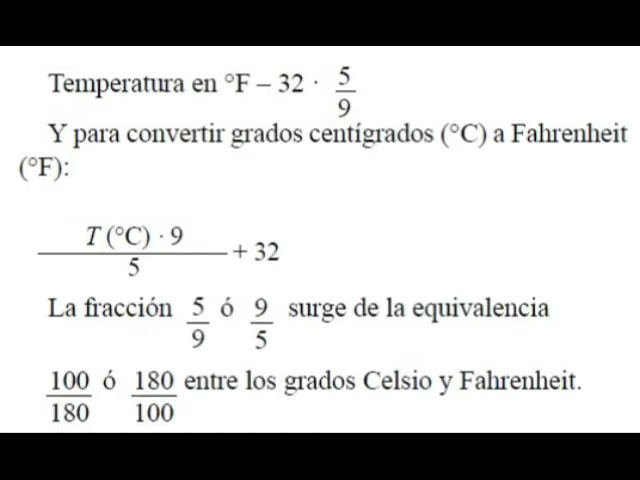 Temperatura en °F – 32 · 5/9
Y para convertir grados centígrados (°C) a Fahrenheit
(°F):
T (°C) · 9 / 5 + 32
La fracción 5/9 ó 9/5 surge de la equivalencia
100/180 ó 180/100 entre los grados Celsio y Fahrenheit.